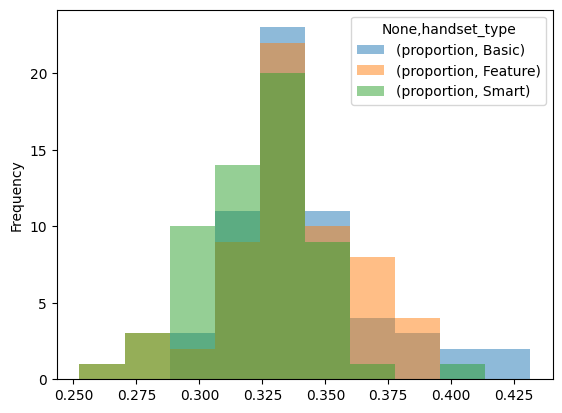 None,handset_type
(proportion, Basic)
(proportion, Feature)
(proportion, Smart)
Frequency
20
15
10
5
0
0.250 0.275 0.300 0.325 0.350 0.375 0.400 0.425